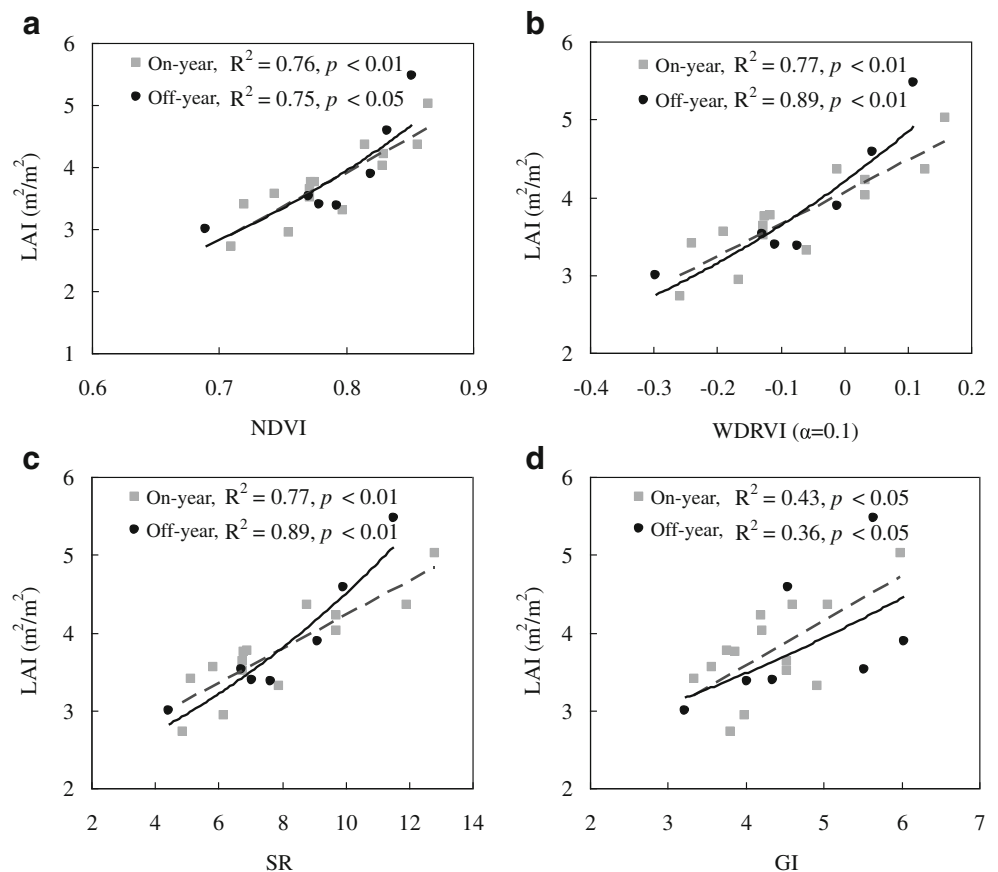 a
6
5
4
3
2
1
LAI (m²/m²)
On-year, R² = 0.76, p < 0.01
Off-year, R² = 0.75, p < 0.05
0.6 0.7 0.8 0.9
NDVI
b
6
5
4
3
2
LAI (m²/m²)
On-year, R² = 0.77, p < 0.01
Off-year, R² = 0.89, p < 0.01
-0.4 -0.3 -0.2 -0.1 0 0.1 0.2
WDRVI (α=0.1)
c
6
5
4
3
2
LAI (m²/m²)
On-year, R² = 0.77, p < 0.01
Off-year, R² = 0.89, p < 0.01
2 4 6 8 10 12 14
SR
d
6
5
4
3
2
LAI (m²/m²)
On-year, R² = 0.43, p < 0.05
Off-year, R² = 0.36, p < 0.05
2 3 4 5 6 7
GI